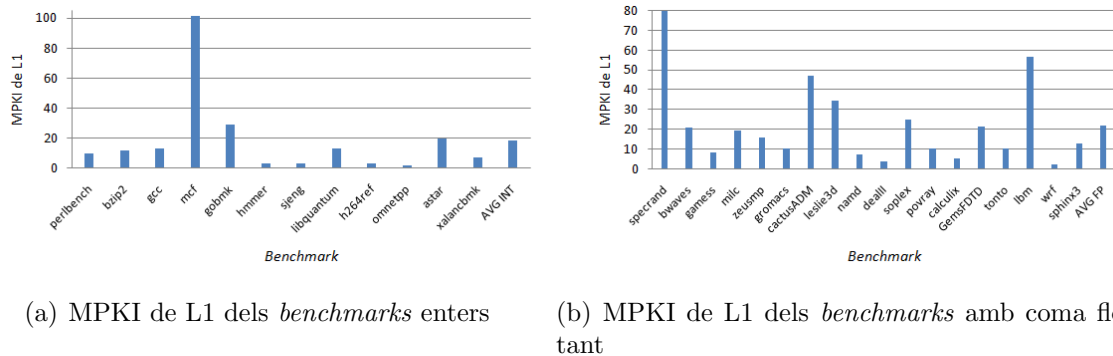 100
80
60
40
20
0
MPKI de L1
perlbench
bzip2
gcc
mcf
gobmk
hmmer
sjeng
libquantum
h264ref
omnetpp
astar
xalancbmk
AVG INT
Benchmark
(a) MPKI de L1 dels benchmarks enters
80
70
60
50
40
30
20
10
0
MPKI de L1
specrand
bwaves
gamess
milc
zeusmp
gromacs
cactusADM
leslie3d
namd
dealII
soplex
povray
calculix
GemsFDTD
tonto
lbm
wrf
sphinx3
AVG FP
Benchmark
(b) MPKI de L1 dels benchmarks amb coma flo
tant